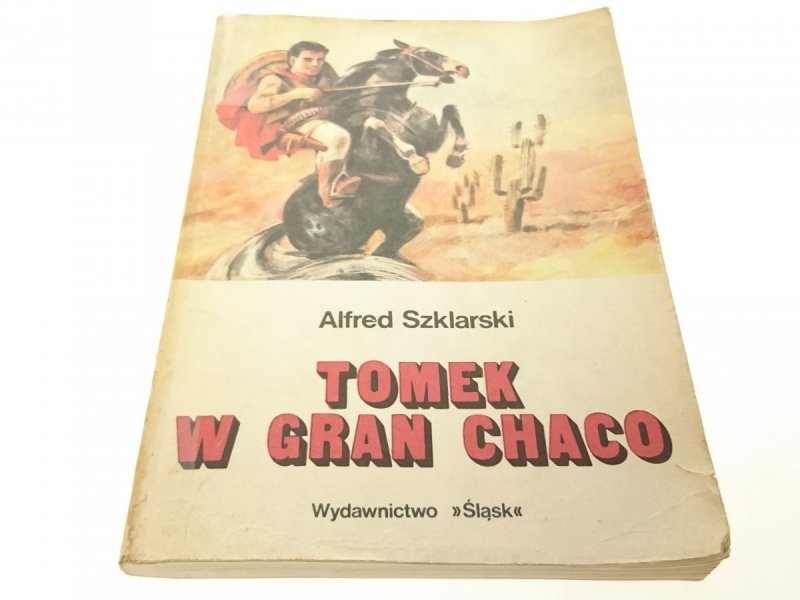 Alfred Szklarski
TOMEK
W GRAN CHACO
Wydawnictwo »Śląsk«